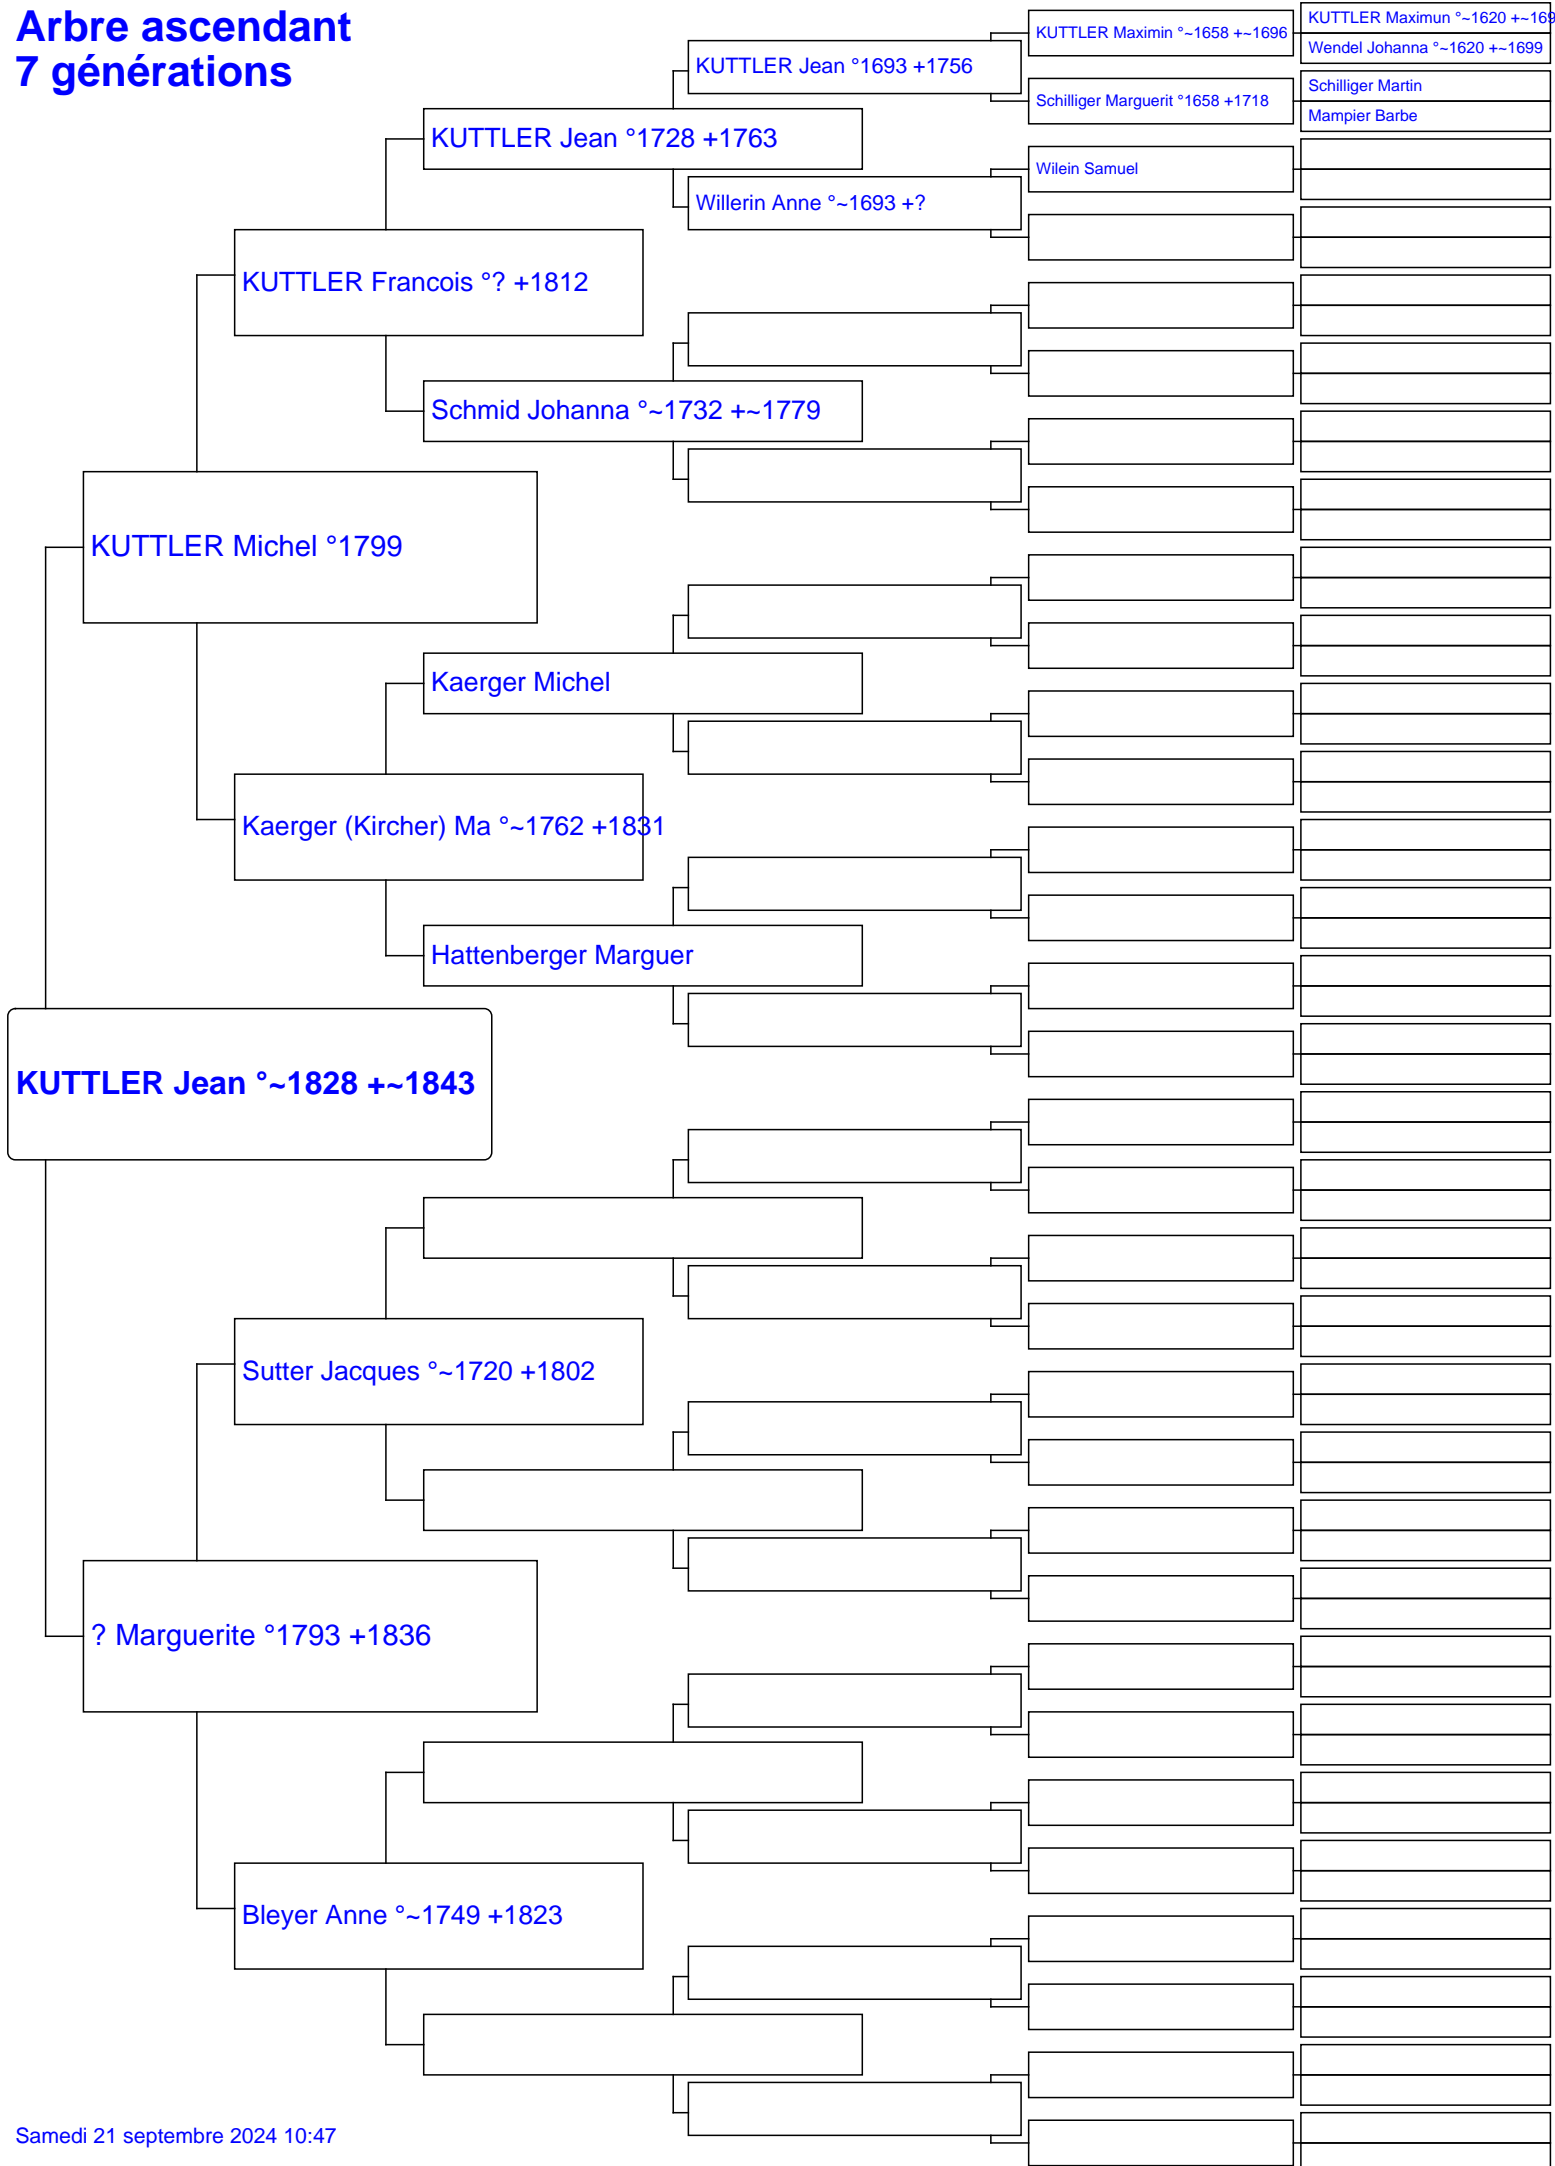 Arbre ascendant
7 générations
KUTTLER Maximun °~1620 +~169
KUTTLER Maximin °~1658 +~1696
Wendel Johanna °~1620 +~1699
KUTTLER Jean °1693 +1756
Schilliger Martin
Schilliger Marguerit °1658 +1718
Mampier Barbe
KUTTLER Jean °1728 +1763
Wilein Samuel
Willerin Anne °~1693 +?
KUTTLER Francois °? +1812
Schmid Johanna °~1732 +~1779
KUTTLER Michel °1799
Kaerger Michel
Kaerger (Kircher) Ma °~1762 +1831
Hattenberger Marguer
KUTTLER Jean °~1828 +~1843
Sutter Jacques °~1720 +1802
? Marguerite °1793 +1836
Bleyer Anne °~1749 +1823
Samedi 21 septembre 2024 10:47